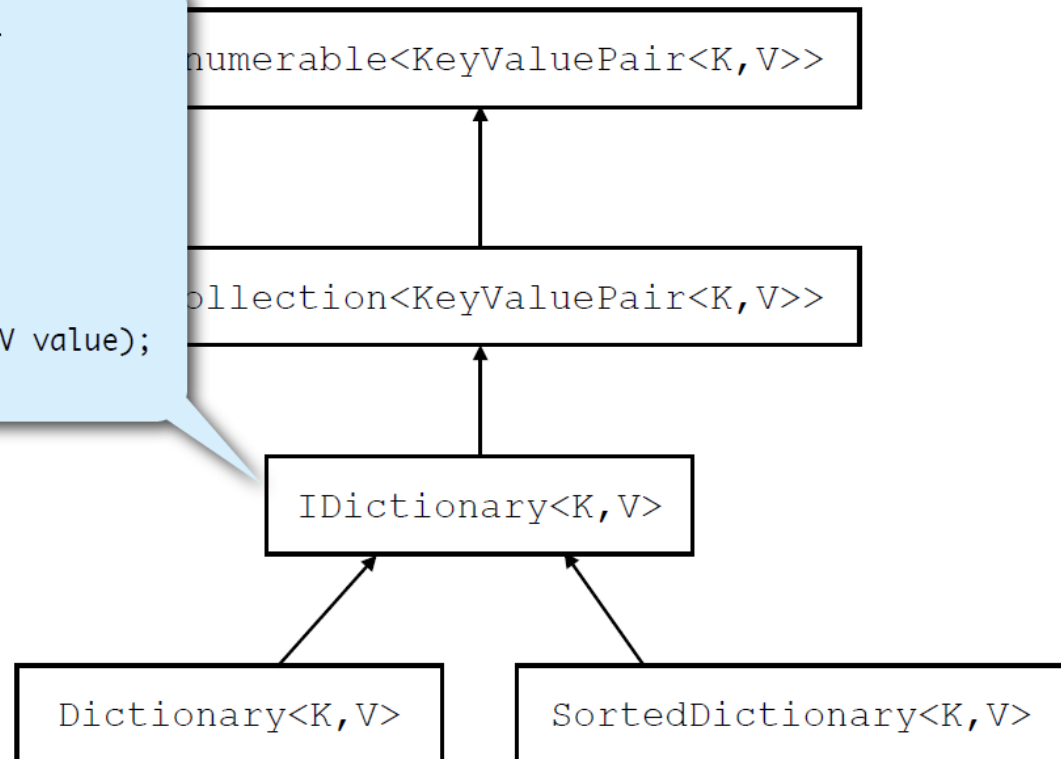 numerable<KeyValuePair<K,V>>
ollection<KeyValuePair<K,V>>
V value);
IDictionary<K,V>
Dictionary<K,V>
SortedDictionary<K,V>